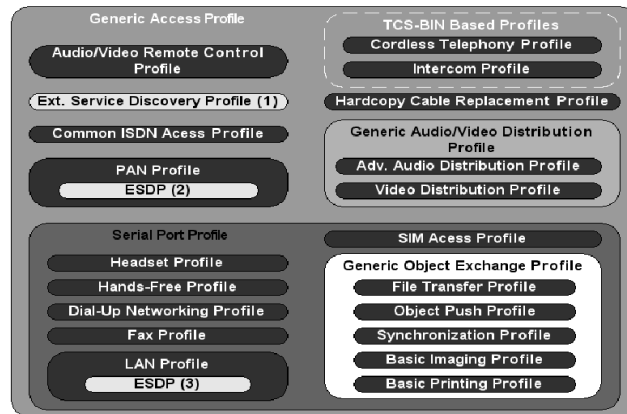 Generic Access Profile
Audio/Video Remote Control
Profile
Ext. Service Discovery Profile (1)
Common ISDN Acess Profile
PAN Profile
ESDP (2)
TCS-BIN Based Profiles
Cordless Telephony Profile
Intercom Profile
Hardcopy Cable Replacement Profile
Generic Audio/Video Distribution
Profile
Adv. Audio Distribution Profile
Video Distribution Profile
Serial Port Profile
Headset Profile
Hands-Free Profile
Dial-Up Networking Profile
Fax Profile
LAN Profile
ESDP (3)
SIM Acess Profile
Generic Object Exchange Profile
File Transfer Profile
Object Push Profile
Synchronization Profile
Basic Imaging Profile
Basic Printing Profile